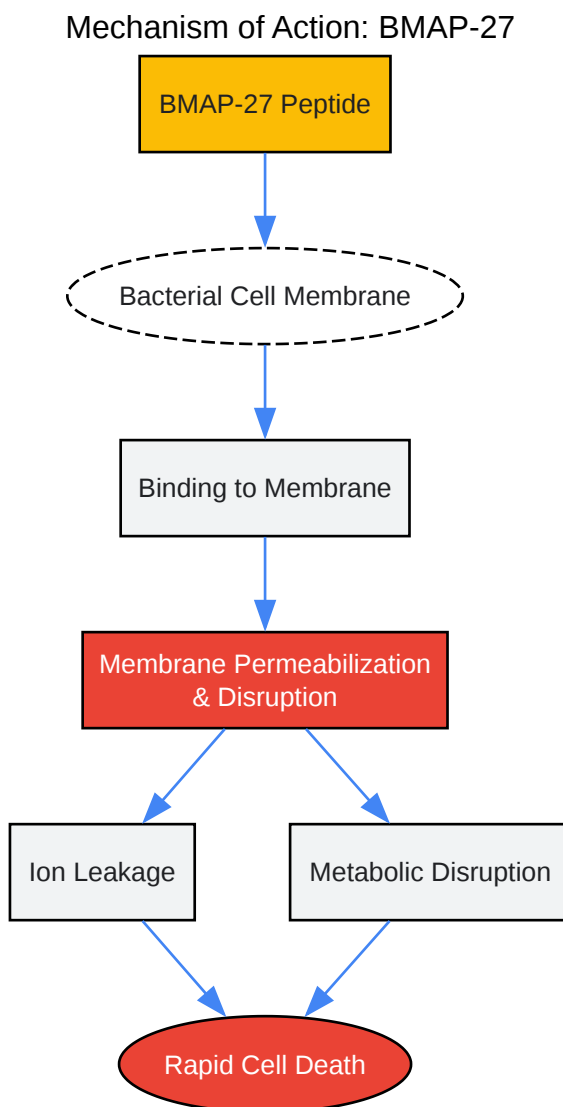 Mechanism of Action: BMAP-27
BMAP-27 Peptide
Bacterial Cell Membrane
Binding to Membrane
Membrane Permeabilization
& Disruption
Ion Leakage
Metabolic Disruption
Rapid Cell Death